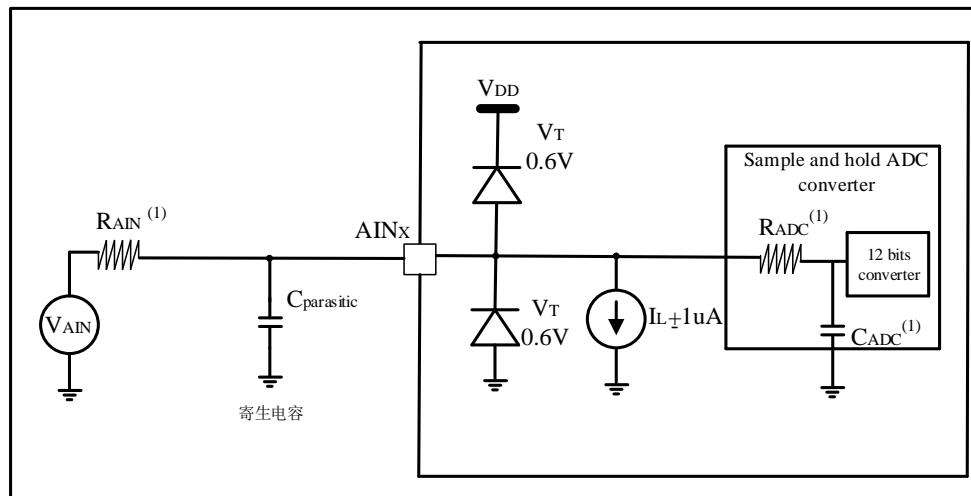 VDD
VT
0.6V
Sample and hold ADC
converter
RAIN (1)
AINX
RADC(1)
12 bits
converter
VAIN
Cparasitic
VT
0.6V
IL±1uA
CADC(1)
寄生电容